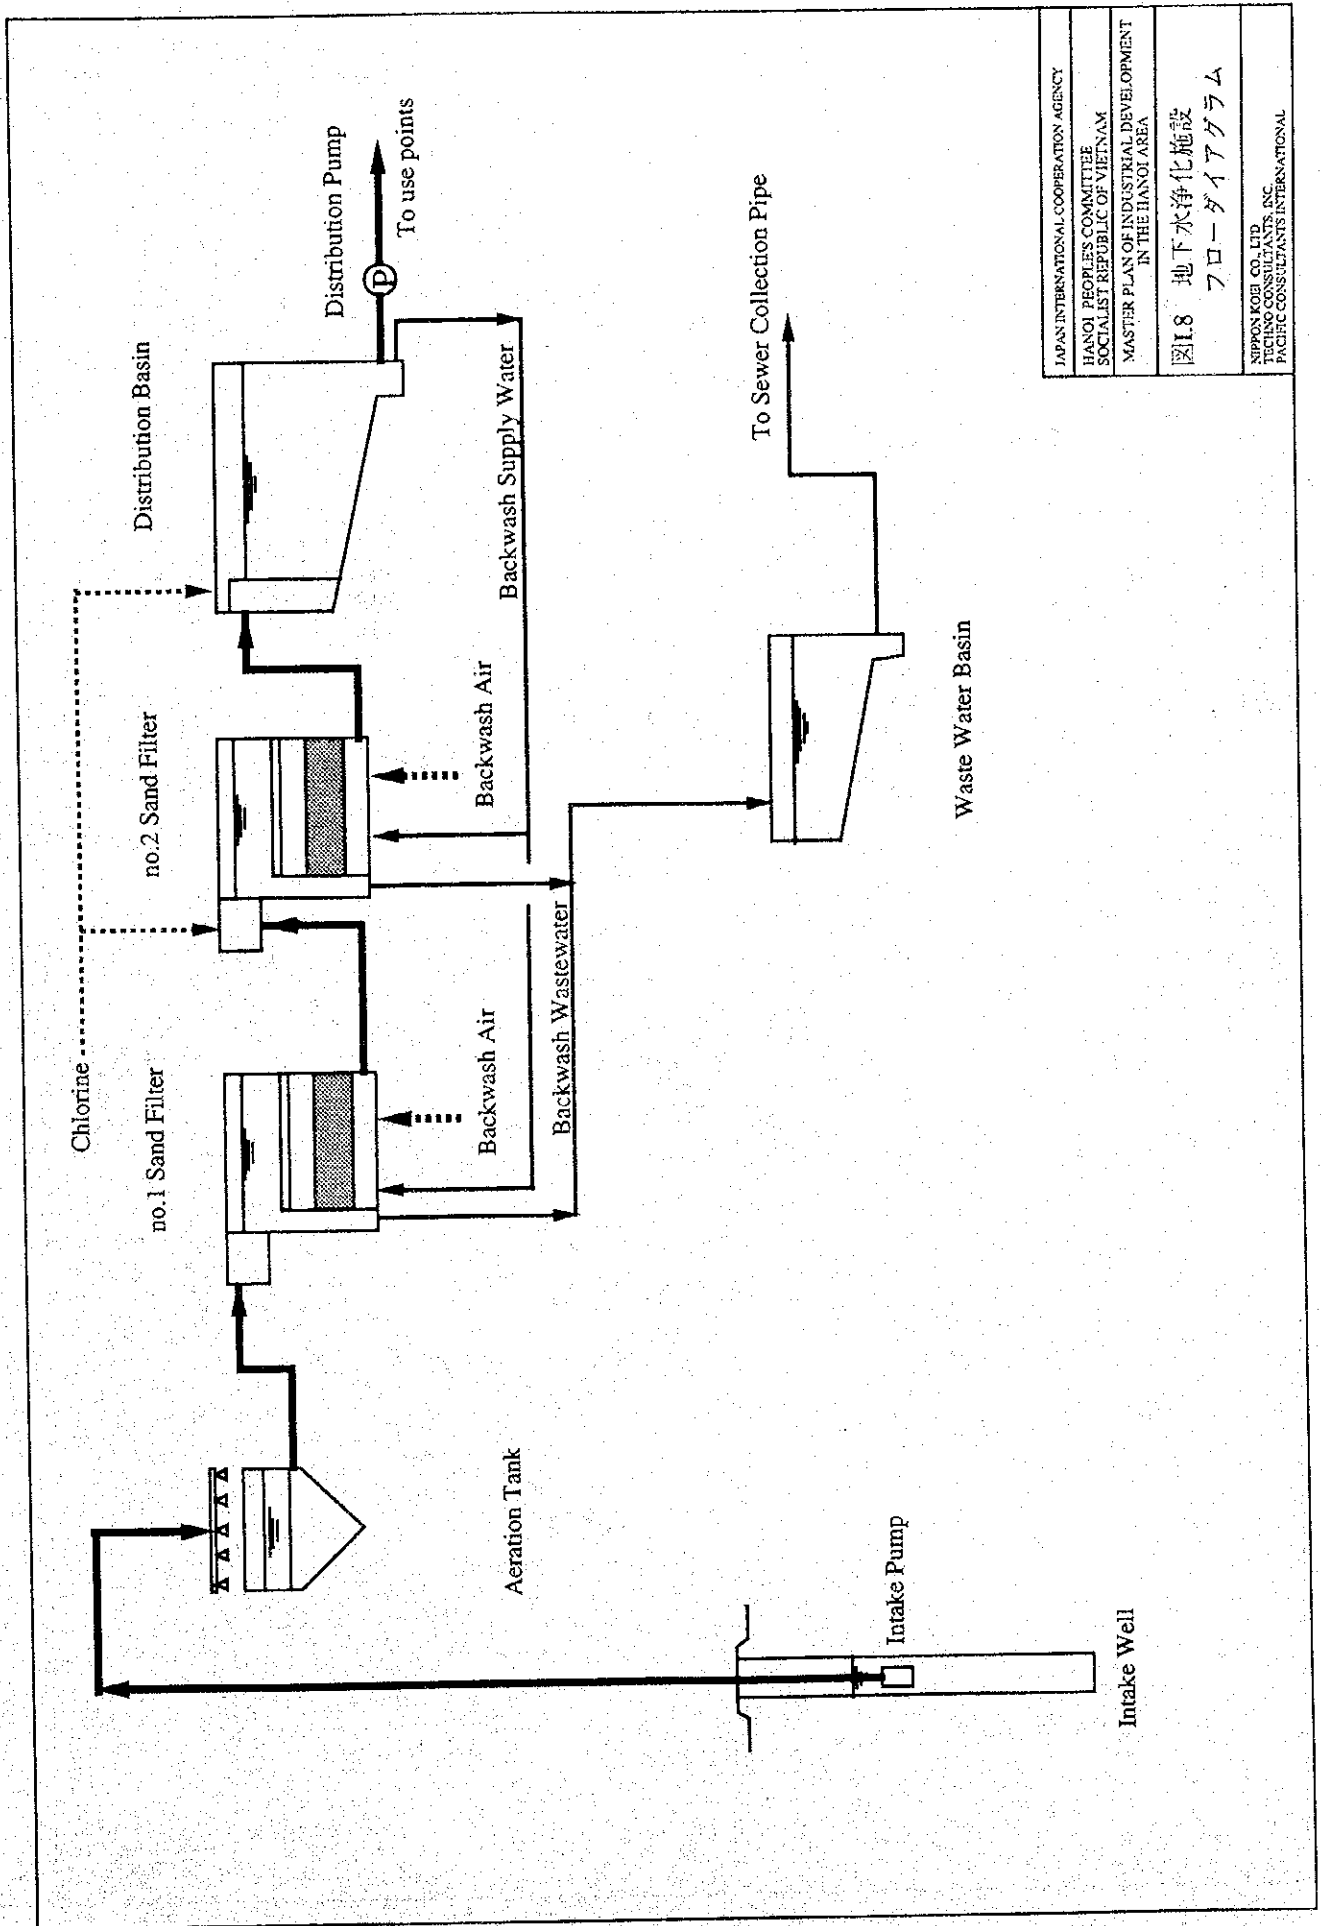 Chlorine
no.1 Sand Filter
no.2 Sand Filter
Distribution Basin
Distribution Pump
P
To use points
Backwash Air
Backwash Air
Backwash Supply Water
Backwash Wastewater
Aeration Tank
To Sewer Collection Pipe
Waste Water Basin
Intake Pump
Intake Well
JAPAN INTERNATIONAL COOPERATION AGENCY
HANOI PEOPLE'S COMMITTEE
SOCIALIST REPUBLIC OF VIETNAM
MASTER PLAN OF INDUSTRIAL DEVELOPMENT
IN THE HANOI AREA
図I.8 地下水浄化施設
フローダイアグラム
NIPPON KOEI CO., LTD.
TECHNO CONSULTANTS, INC.
PACIFIC CONSULTANTS INTERNATIONAL